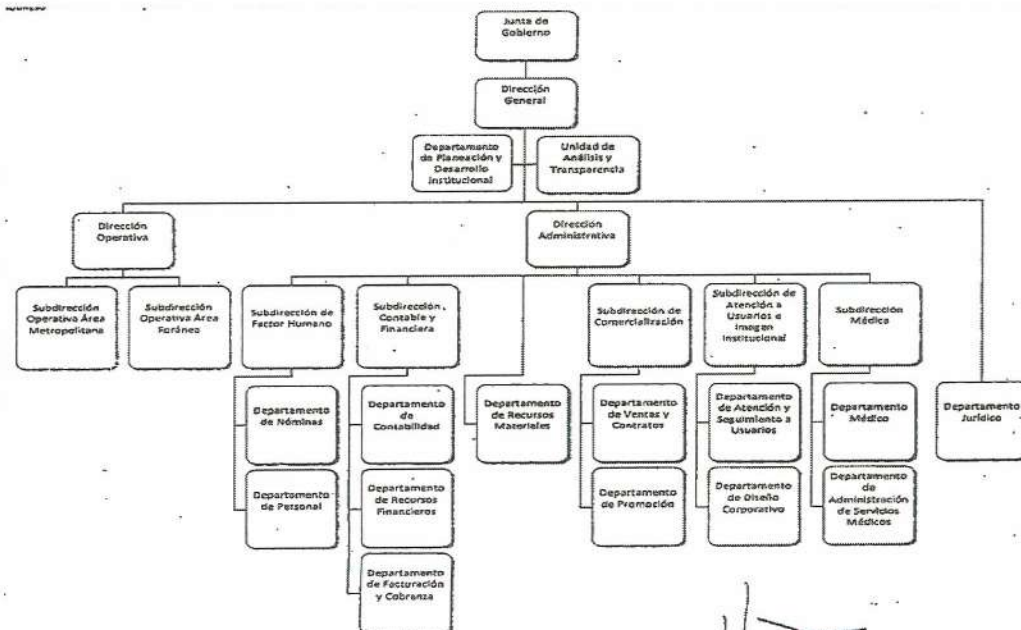 Junta de
Gobierno
Dirección
General
Departamento
de Planeación y
Desarrollo
Institucional
Unidad de
Análisis y
Transparencia
Dirección
Operativa
Dirección
Administrativa
Subdirección
Operativa Área
Metropolitana
Subdirección
Operativa Área
Foránea
Subdirección de
Factor Humano
Subdirección
Contable y
Financiera
Subdirección de
Comercialización
Subdirección de
Atención a
Usuarios e
Imagen
Institucional
Subdirección
Médica
Departamento
de Nóminas
Departamento
de
Contabilidad
Departamento
de Recursos
Materiales
Departamento
de Ventas y
Contratos
Departamento
de Atención y
Seguimiento a
Usuarios
Departamento
Médico
Departamento
Jurídico
Departamento
de Personal
Departamento
de Recursos
Financieros
Departamento
de Promoción
Departamento
de Diseño
Corporativo
Departamento
de
Administración
de Servicios
Médicos
Departamento
de Facturación
y Cobranza